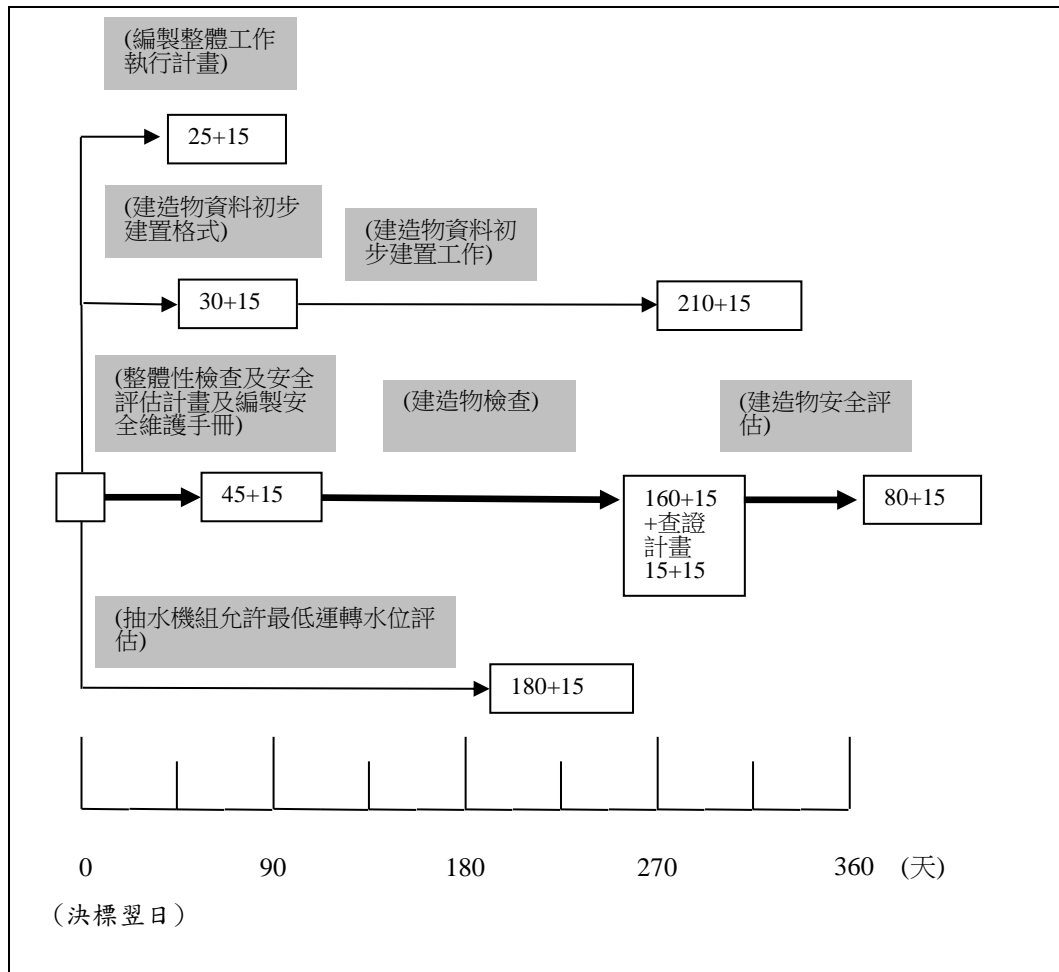 (編製整體工作
執行計畫)
25+15
(建造物資料初步
建置格式)
(建造物資料初
步建置工作)
30+15
210+15
(整體性檢查及安全
評估計畫及編製安
全維護手冊)
(建造物檢查)
(建造物安全評
估)
45+15
160+15
+查證
計畫
15+15
80+15
(抽水機組允許最低運轉水位評
估)
180+15
0 90 180 270 360 (天)
（決標翌日）